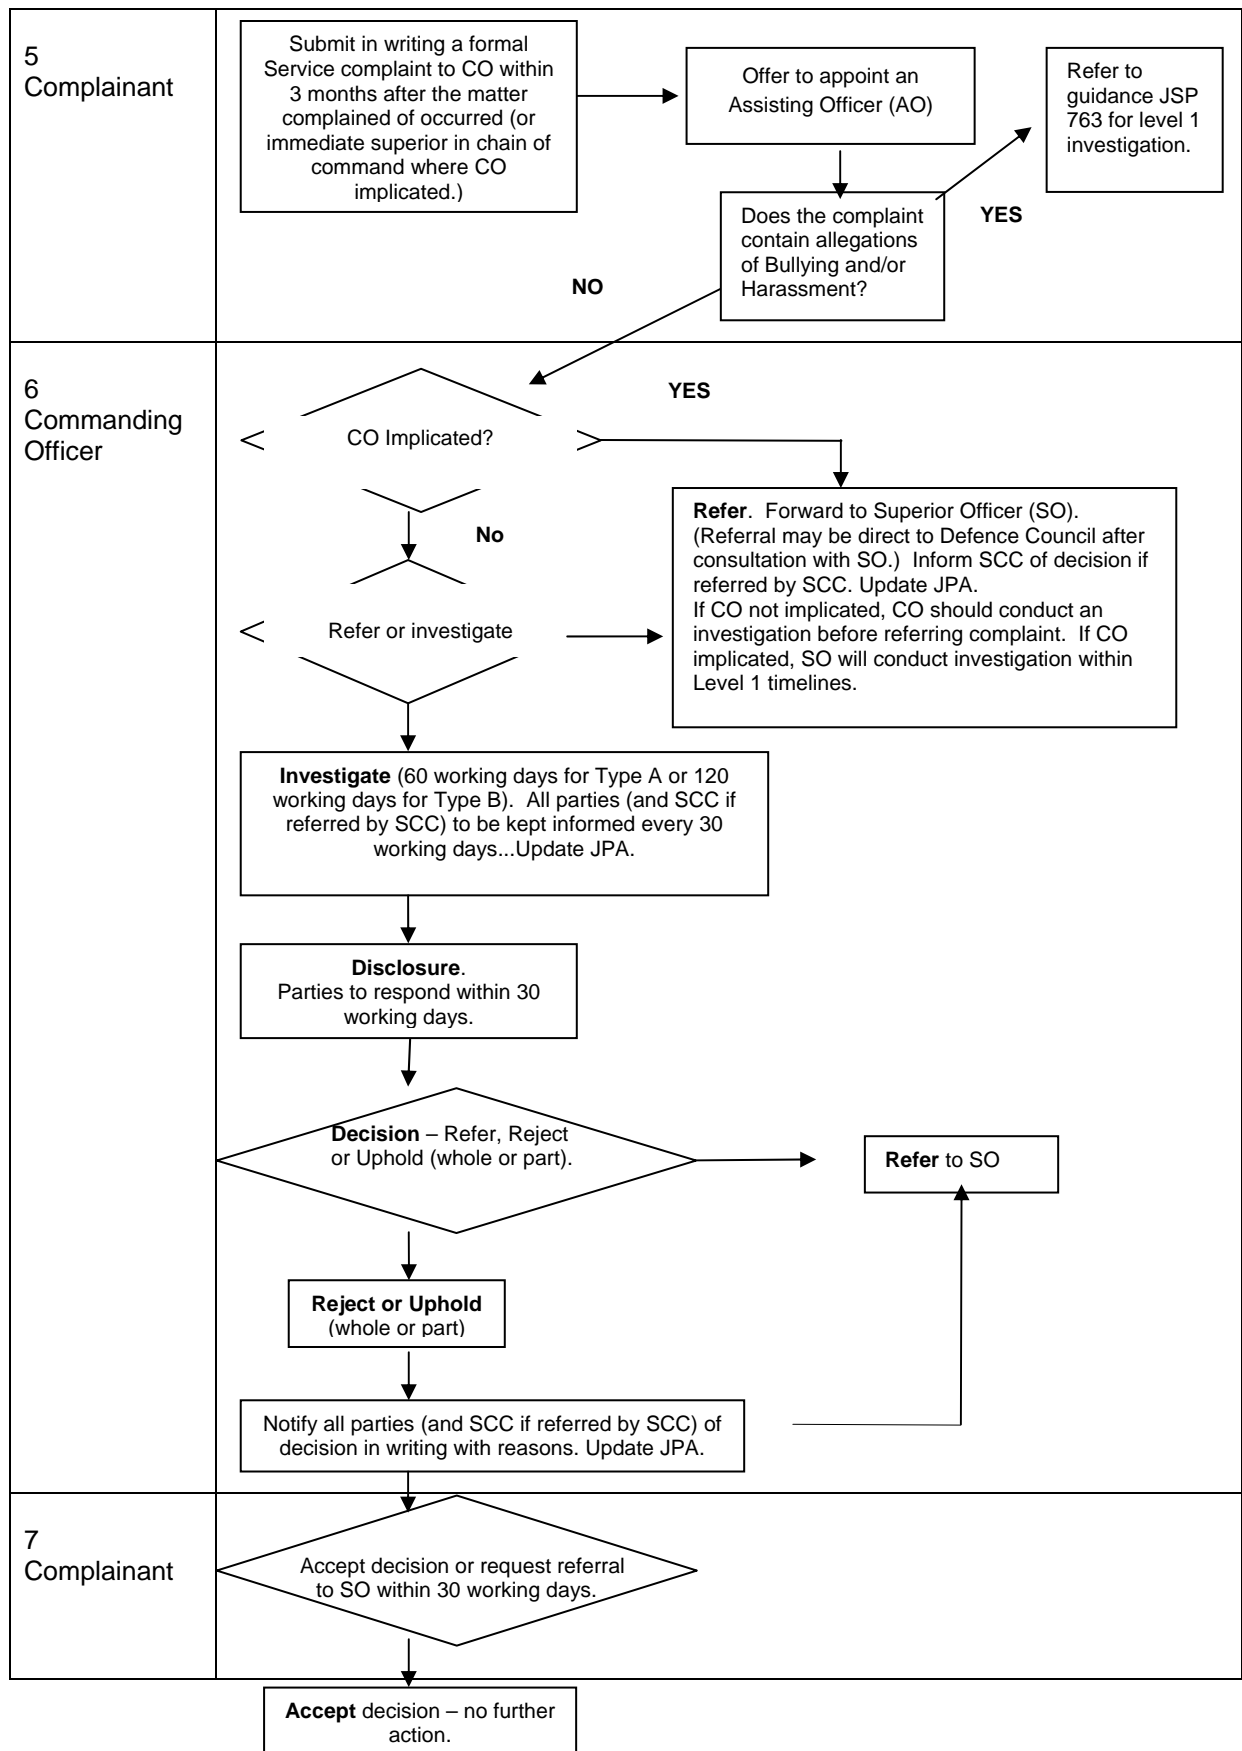 5
Complainant
Submit in writing a formal
Service complaint to CO within
3 months after the matter
complained of occurred (or
immediate superior in chain of
command where CO
implicated.)
Offer to appoint an
Assisting Officer (AO)
Refer to
guidance JSP
763 for level 1
investigation.
YES
Does the complaint
contain allegations
of Bullying and/or
Harassment?
NO
6
Commanding
Officer
YES
CO Implicated?
No
Refer. Forward to Superior Officer (SO).
(Referral may be direct to Defence Council after
consultation with SO.) Inform SCC of decision if
referred by SCC. Update JPA.
If CO not implicated, CO should conduct an
investigation before referring complaint. If CO
implicated, SO will conduct investigation within
Level 1 timelines.
Refer or investigate
Investigate (60 working days for Type A or 120
working days for Type B). All parties (and SCC if
referred by SCC) to be kept informed every 30
working days...Update JPA.
Disclosure.
Parties to respond within 30
working days.
Decision – Refer, Reject
or Uphold (whole or part).
Refer to SO
Reject or Uphold
(whole or part)
Notify all parties (and SCC if referred by SCC) of
decision in writing with reasons. Update JPA.
7
Complainant
Accept decision or request referral
to SO within 30 working days.
Accept decision – no further
action.